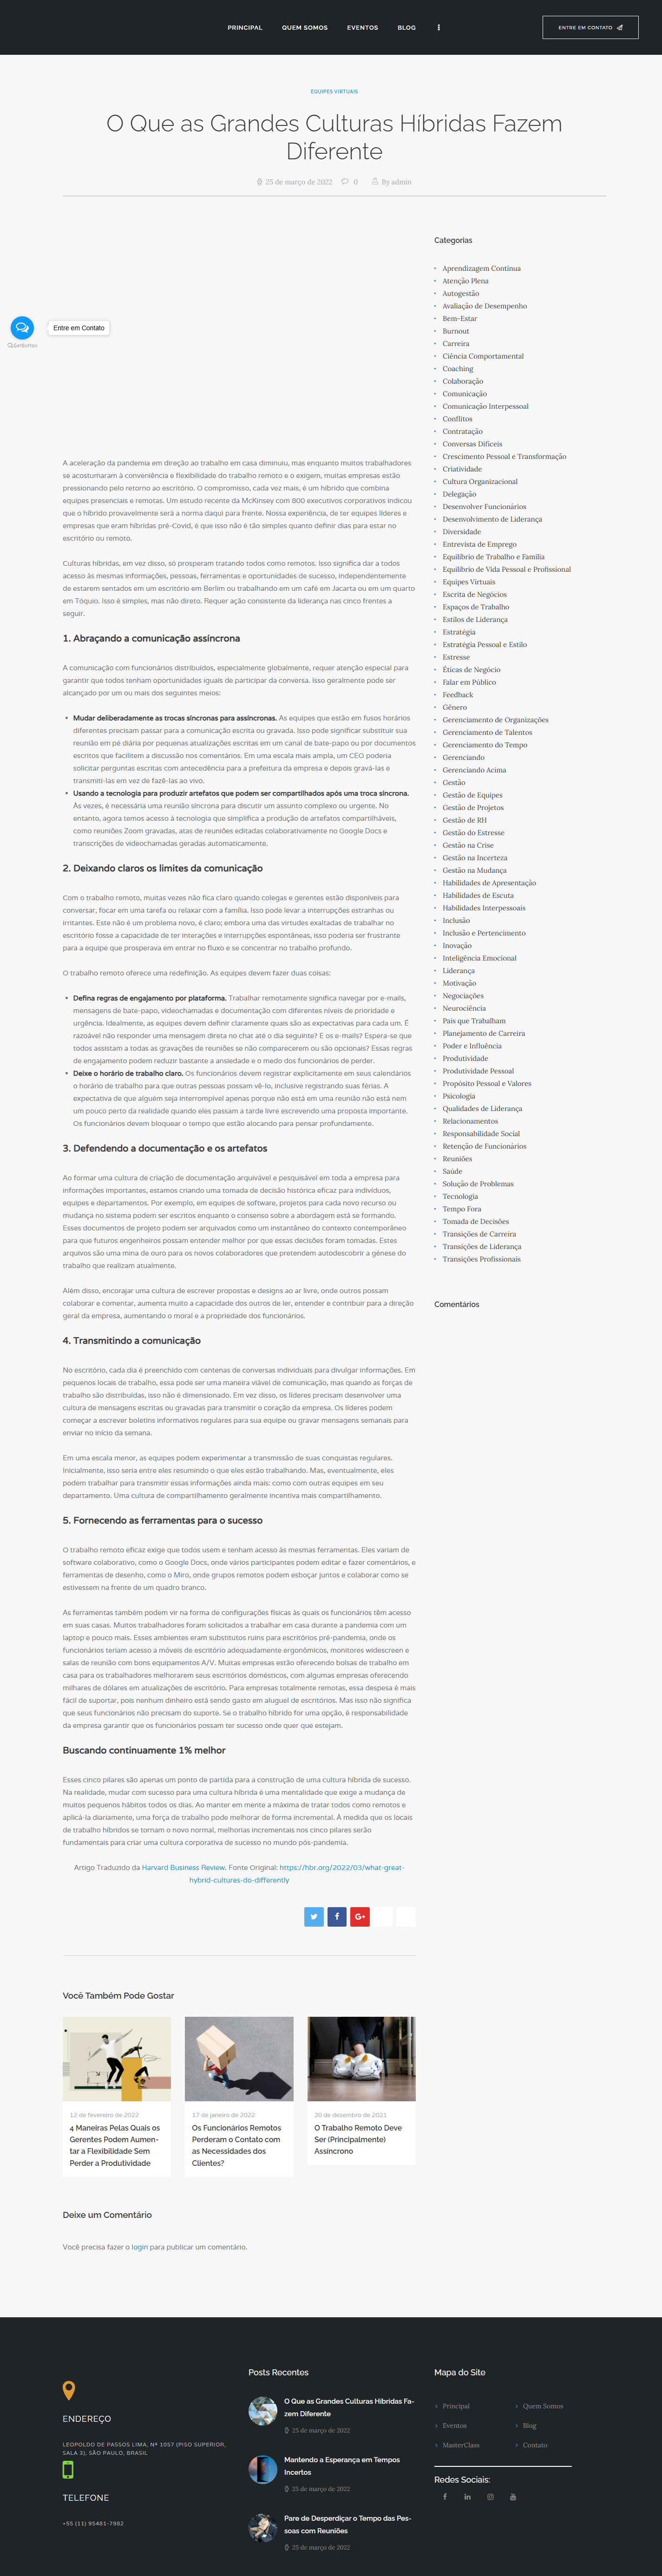 PRINCIPAL QUEM SOMOS EVENTOS BLOG
ENTRE EM CONTATO
EQUIPES VIRTUAIS
O Que as Grandes Culturas Híbridas Fazem
Diferente
25 de março de 2022 0 By admin
Entre em Contato
GetButton
A aceleração da pandemia em direção ao trabalho em casa diminuiu, mas enquanto muitos trabalhadores
se acostumaram à conveniência e flexibilidade do trabalho remoto e o exigem, muitas empresas estão
pressionando pelo retorno ao escritório. O compromisso, cada vez mais, é um híbrido que combina
equipes presenciais e remotas. Um estudo recente da McKinsey com 800 executivos corporativos indicou
que o híbrido provavelmente será a norma daqui para frente. Nossa experiência, de ter equipes líderes e
empresas que eram híbridas pré-Covid, é que isso não é tão simples quanto definir dias para estar no
escritório ou remoto.
Culturas híbridas, em vez disso, só prosperam tratando todos como remotos. Isso significa dar a todos
acesso às mesmas informações, pessoas, ferramentas e oportunidades de sucesso, independentemente
de estarem sentados em um escritório em Berlim ou trabalhando em um café em Jacarta ou em um quarto
em Tóquio. Isso é simples, mas não direto. Requer ação consistente da liderança nas cinco frentes a
seguir.
1. Abraçando a comunicação assíncrona
A comunicação com funcionários distribuídos, especialmente globalmente, requer atenção especial para
garantir que todos tenham oportunidades iguais de participar da conversa. Isso geralmente pode ser
alcançado por um ou mais dos seguintes meios:
• Mudar deliberadamente as trocas síncronas para assíncronas. As equipes que estão em fusos horários
diferentes precisam passar para a comunicação escrita ou gravada. Isso pode significar substituir sua
reunião em pé diária por pequenas atualizações escritas em um canal de bate-papo ou por documentos
escritos que facilitem a discussão nos comentários. Em uma escala mais ampla, um CEO poderia
solicitar perguntas escritas com antecedência para a prefeitura da empresa e depois gravá-las e
transmiti-las em vez de fazê-las ao vivo.
• Usando a tecnologia para produzir artefatos que podem ser compartilhados após uma troca síncrona.
Às vezes, é necessária uma reunião síncrona para discutir um assunto complexo ou urgente. No
entanto, agora temos acesso à tecnologia que simplifica a produção de artefatos compartilháveis,
como reuniões Zoom gravadas, atas de reuniões editadas colaborativamente no Google Docs e
transcrições de videochamadas geradas automaticamente.
2. Deixando claros os limites da comunicação
Com o trabalho remoto, muitas vezes não fica claro quando colegas e gerentes estão disponíveis para
conversar, focar em uma tarefa ou relaxar com a família. Isso pode levar a interrupções estranhas ou
irritantes. Este não é um problema novo, é claro; embora uma das virtudes exaltadas de trabalhar no
escritório fosse a capacidade de ter interações e interrupções espontâneas, isso poderia ser frustrante
para a equipe que prosperava em entrar no fluxo e se concentrar no trabalho profundo.
O trabalho remoto oferece uma redefinição. As equipes devem fazer duas coisas:
• Defina regras de engajamento por plataforma. Trabalhar remotamente significa navegar por e-mails,
mensagens de bate-papo, videochamadas e documentação com diferentes níveis de prioridade e
urgência. Idealmente, as equipes devem definir claramente quais são as expectativas para cada um. É
razoável não responder uma mensagem direta no chat até o dia seguinte? E os e-mails? Espera-se que
todos assistam a todas as gravações de reuniões se não comparecerem ou são opcionais? Essas regras
de engajamento podem reduzir bastante a ansiedade e o medo dos funcionários de perder.
• Deixe o horário de trabalho claro. Os funcionários devem registrar explicitamente em seus calendários
o horário de trabalho para que outras pessoas possam vê-lo, inclusive registrando suas férias. A
expectativa de que alguém seja interrompível apenas porque não está em uma reunião não está nem
um pouco perto da realidade quando eles passam a tarde livre escrevendo uma proposta importante.
Os funcionários devem bloquear o tempo que estão alocando para pensar profundamente.
3. Defendendo a documentação e os artefatos
Ao formar uma cultura de criação de documentação arquivável e pesquisável em toda a empresa para
informações importantes, estamos criando uma tomada de decisão histórica eficaz para indivíduos,
equipes e departamentos. Por exemplo, em equipes de software, projetos para cada novo recurso ou
mudança no sistema podem ser escritos enquanto o consenso sobre a abordagem está se formando.
Esses documentos de projeto podem ser arquivados como um instantâneo do contexto contemporâneo
para que futuros engenheiros possam entender melhor por que essas decisões foram tomadas. Estes
arquivos são uma mina de ouro para os novos colaboradores que pretendem autodescobrir a génese do
trabalho que realizam atualmente.
Além disso, encorajar uma cultura de escrever propostas e designs ao ar livre, onde outros possam
colaborar e comentar, aumenta muito a capacidade dos outros de ler, entender e contribuir para a direção
geral da empresa, aumentando o moral e a propriedade dos funcionários.
4. Transmitindo a comunicação
No escritório, cada dia é preenchido com centenas de conversas individuais para divulgar informações. Em
pequenos locais de trabalho, essa pode ser uma maneira viável de comunicação, mas quando as forças de
trabalho são distribuídas, isso não é dimensionado. Em vez disso, os líderes precisam desenvolver uma
cultura de mensagens escritas ou gravadas para transmitir o coração da empresa. Os líderes podem
começar a escrever boletins informativos regulares para sua equipe ou gravar mensagens semanais para
enviar no início da semana.
Em uma escala menor, as equipes podem experimentar a transmissão de suas conquistas regulares.
Inicialmente, isso seria entre eles resumindo o que eles estão trabalhando. Mas, eventualmente, eles
podem trabalhar para transmitir essas informações ainda mais: como com outras equipes em seu
departamento. Uma cultura de compartilhamento geralmente incentiva mais compartilhamento.
5. Fornecendo as ferramentas para o sucesso
O trabalho remoto eficaz exige que todos usem e tenham acesso às mesmas ferramentas. Eles variam de
software colaborativo, como o Google Docs, onde vários participantes podem editar e fazer comentários, e
ferramentas de desenho, como o Miro, onde grupos remotos podem esboçar juntos e colaborar como se
estivessem na frente de um quadro branco.
As ferramentas também podem vir na forma de configurações físicas às quais os funcionários têm acesso
em suas casas. Muitos trabalhadores foram solicitados a trabalhar em casa durante a pandemia com um
laptop e pouco mais. Esses ambientes eram substitutos ruins para escritórios pré-pandemia, onde os
funcionários teriam acesso a móveis de escritório adequadamente ergonômicos, monitores widescreen e
salas de reunião com bons equipamentos A/V. Muitas empresas estão oferecendo bolsas de trabalho em
casa para os trabalhadores melhorarem seus escritórios domésticos, com algumas empresas oferecendo
milhares de dólares em atualizações de escritório. Para empresas totalmente remotas, essa despesa é mais
fácil de suportar, pois nenhum dinheiro está sendo gasto em aluguel de escritórios. Mas isso não significa
que seus funcionários não precisam do suporte. Se o trabalho híbrido for uma opção, é responsabilidade
da empresa garantir que os funcionários possam ter sucesso onde quer que estejam.
Buscando continuamente 1% melhor
Esses cinco pilares são apenas um ponto de partida para a construção de uma cultura híbrida de sucesso.
Na realidade, mudar com sucesso para uma cultura híbrida é uma mentalidade que exige a mudança de
muitos pequenos hábitos todos os dias. Ao manter em mente a máxima de tratar todos como remotos e
aplicá-la diariamente, uma força de trabalho pode melhorar de forma incremental. À medida que os locais
de trabalho híbridos se tornam o novo normal, melhorias incrementais nos cinco pilares serão
fundamentais para criar uma cultura corporativa de sucesso no mundo pós-pandemia.
Artigo Traduzido da Harvard Business Review. Fonte Original: https://hbr.org/2022/03/what-great-
hybrid-cultures-do-differently
Você Também Pode Gostar
12 de fevereiro de 2022
4 Maneiras Pelas Quais os
Gerentes Podem Aumen-
tar a Flexibilidade Sem
Perder a Produtividade
17 de janeiro de 2022
Os Funcionários Remotos
Perderam o Contato com
as Necessidades dos
Clientes?
20 de dezembro de 2021
O Trabalho Remoto Deve
Ser (Principalmente)
Assíncrono
Deixe um Comentário
Você precisa fazer o login para publicar um comentário.
Categorias
Aprendizagem Contínua
Atenção Plena
Autogestão
Avaliação de Desempenho
Bem-Estar
Burnout
Carreira
Ciência Comportamental
Coaching
Colaboração
Comunicação
Comunicação Interpessoal
Conflitos
Contratação
Conversas Difíceis
Crescimento Pessoal e Transformação
Criatividade
Cultura Organizacional
Delegação
Desenvolver Funcionários
Desenvolvimento de Liderança
Diversidade
Entrevista de Emprego
Equilíbrio de Trabalho e Família
Equilíbrio de Vida Pessoal e Profissional
Equipes Virtuais
Escrita de Negócios
Espaços de Trabalho
Estilos de Liderança
Estratégia
Estratégia Pessoal e Estilo
Estresse
Éticas de Negócio
Falar em Público
Feedback
Gênero
Gerenciamento de Organizações
Gerenciamento de Talentos
Gerenciamento do Tempo
Gerenciando
Gerenciando Acima
Gestão
Gestão de Equipes
Gestão de Projetos
Gestão de RH
Gestão do Estresse
Gestão na Crise
Gestão na Incerteza
Gestão na Mudança
Habilidades de Apresentação
Habilidades de Escuta
Habilidades Interpessoais
Inclusão
Inclusão e Pertencimento
Inovação
Inteligência Emocional
Liderança
Motivação
Negociações
Neurociência
Pais que Trabalham
Planejamento de Carreira
Poder e Influência
Produtividade
Produtividade Pessoal
Propósito Pessoal e Valores
Psicologia
Qualidades de Liderança
Relacionamentos
Responsabilidade Social
Retenção de Funcionários
Reuniões
Saúde
Solução de Problemas
Tecnologia
Tempo Fora
Tomada de Decisões
Transições de Carreira
Transições de Liderança
Transições Profissionais
Comentários
ENDEREÇO
LEOPOLDO DE PASSOS LIMA, Nº 1057 (PISO SUPERIOR,
SALA 3), SÃO PAULO, BRASIL
TELEFONE
+55 (11) 95481-7982
Posts Recentes
O Que as Grandes Culturas Híbridas Fa-
zem Diferente
25 de março de 2022
Mantendo a Esperança em Tempos
Incertos
25 de março de 2022
Pare de Desperdiçar o Tempo das Pes-
soas com Reuniões
25 de março de 2022
Mapa do Site
Principal Quem Somos
Eventos Blog
MasterClass Contato
Redes Sociais: